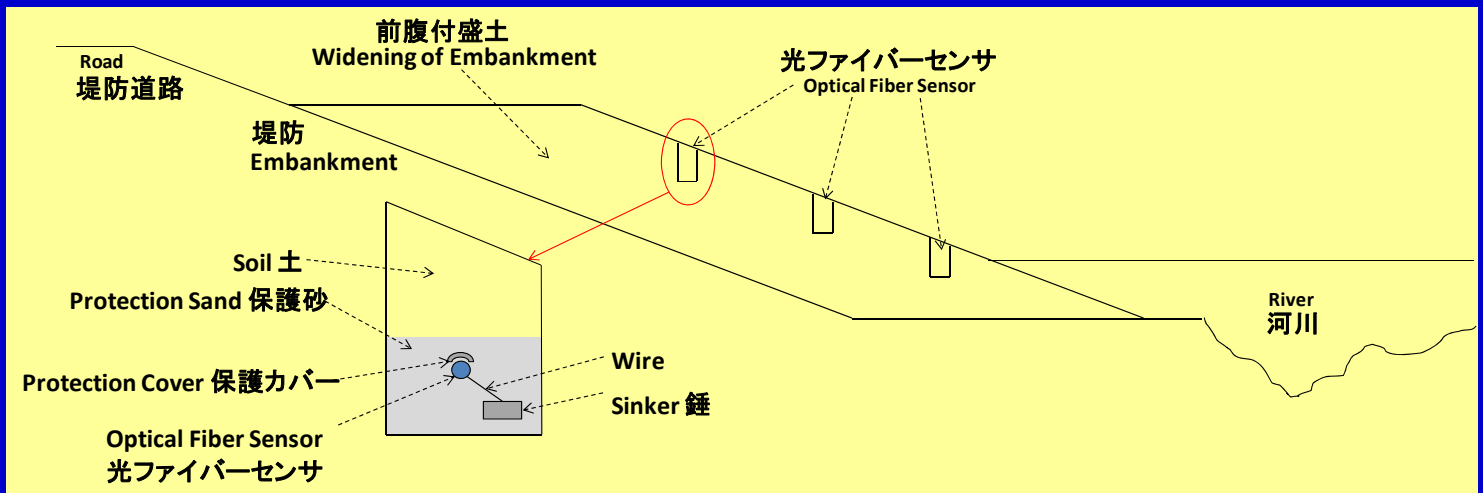 前腹付盛土
Widening of Embankment
Road
堤防道路
光ファイバーセンサ
Optical Fiber Sensor
堤防
Embankment
Soil 土
Protection Sand 保護砂
River
河川
Protection Cover 保護カバー
Wire
Sinker 錘
Optical Fiber Sensor
光ファイバーセンサ